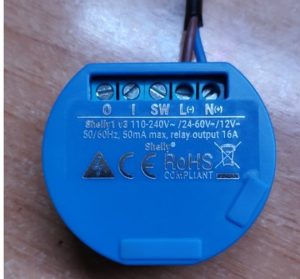 O I SW L(-) N(+)
Shelly1 v3 110-240V~ /24-60V⎓/12V⎓
50/60Hz, 50mA max, relay output 16A
Shelly®
CE RoHS
COMPLIANT